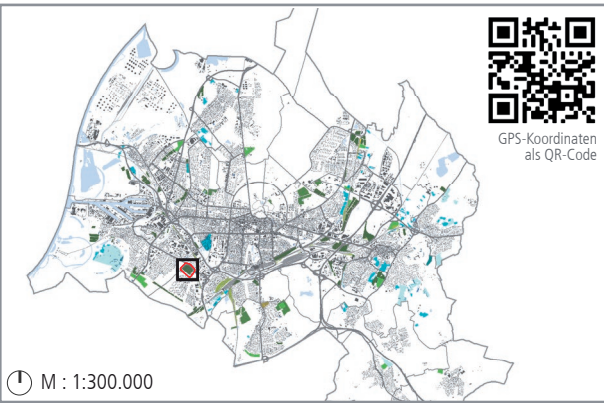 GPS-Koordinaten
als QR-Code
M : 1:300.000